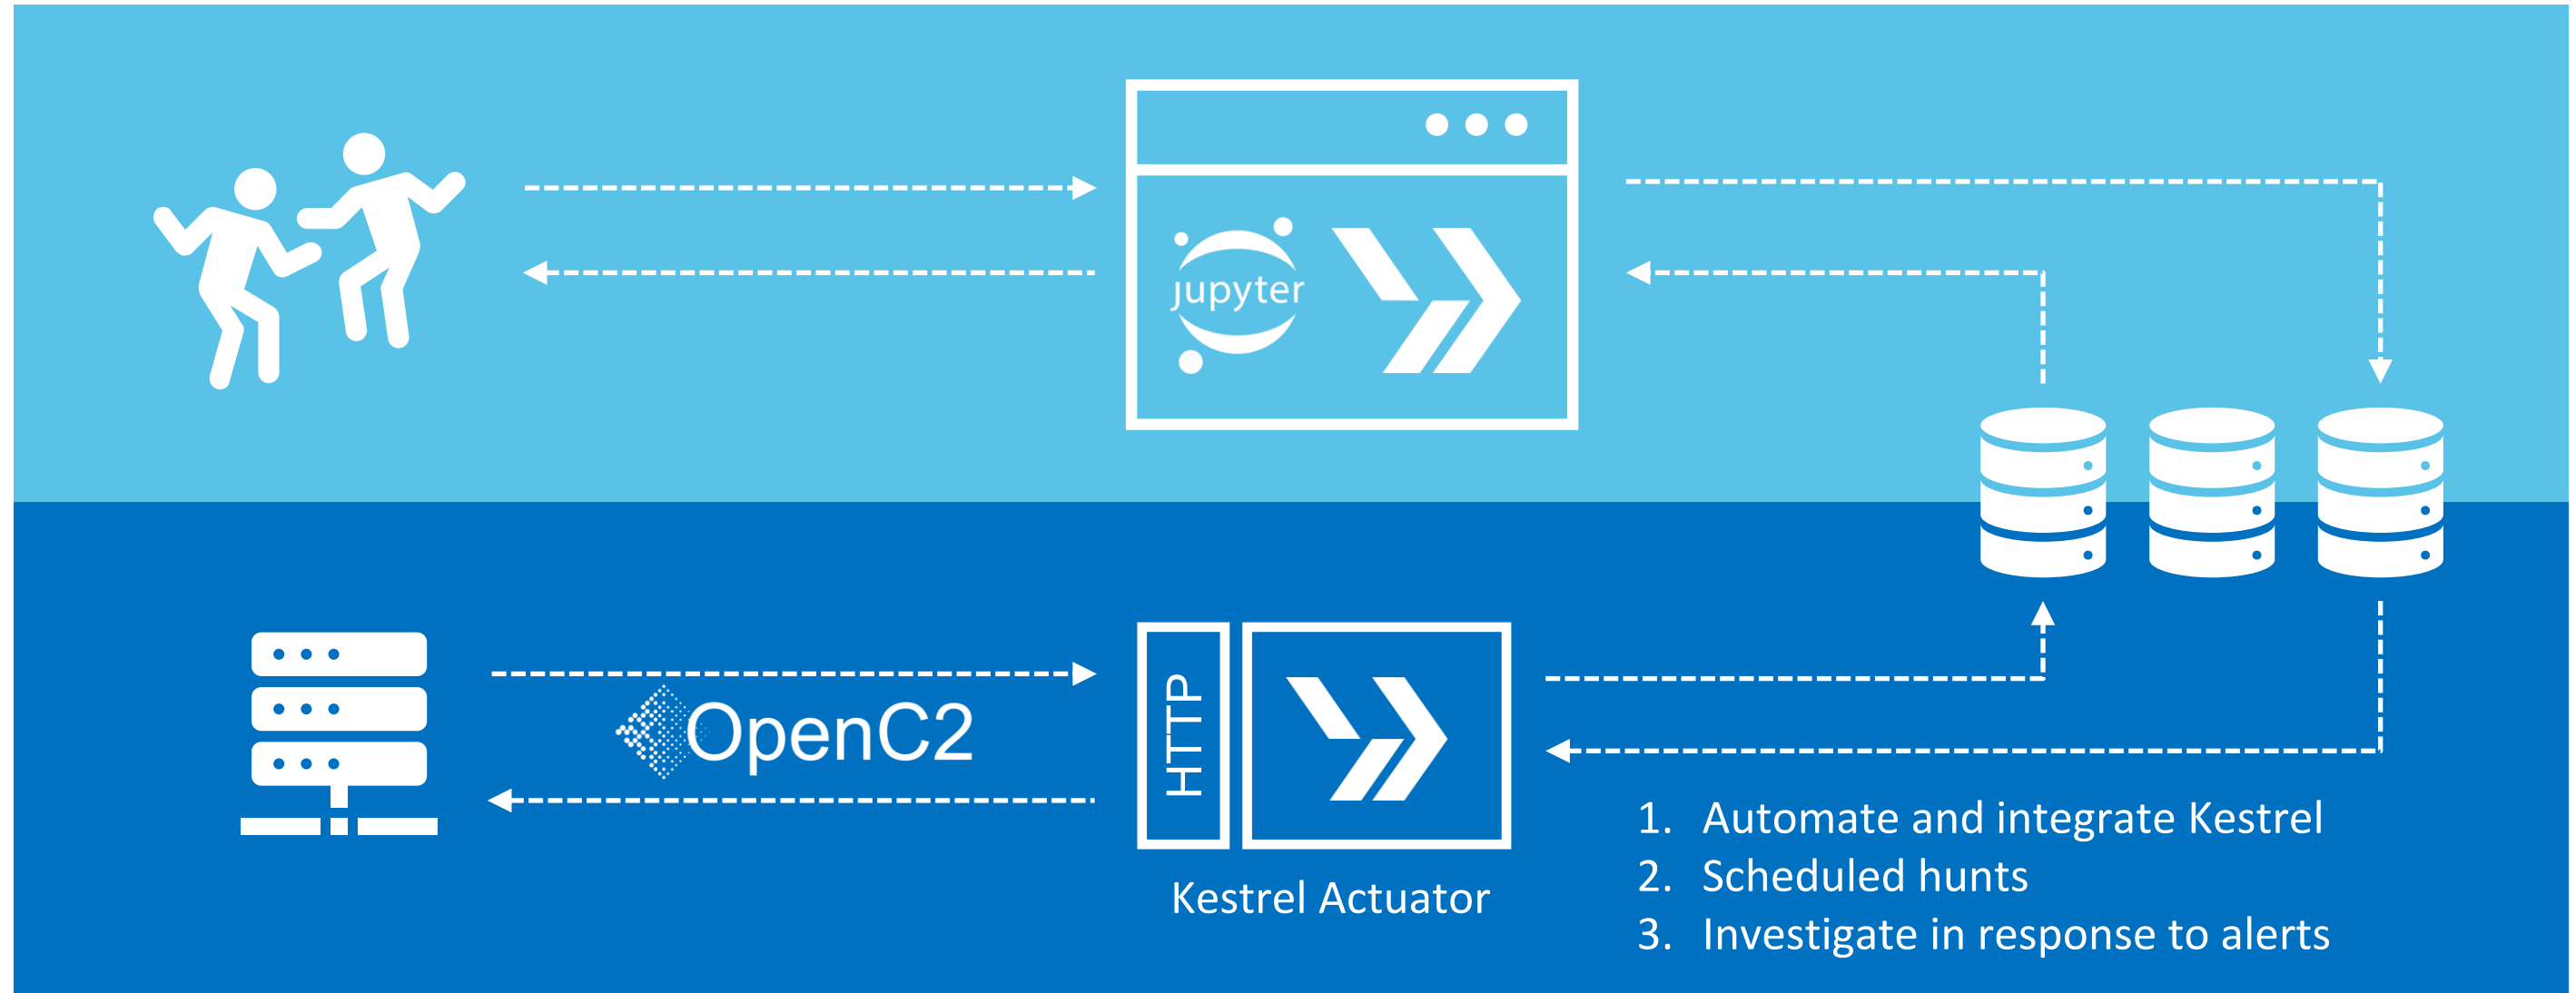 jupyter
OpenC2
HTTP
Kestrel Actuator
1. Automate and integrate Kestrel
2. Scheduled hunts
3. Investigate in response to alerts